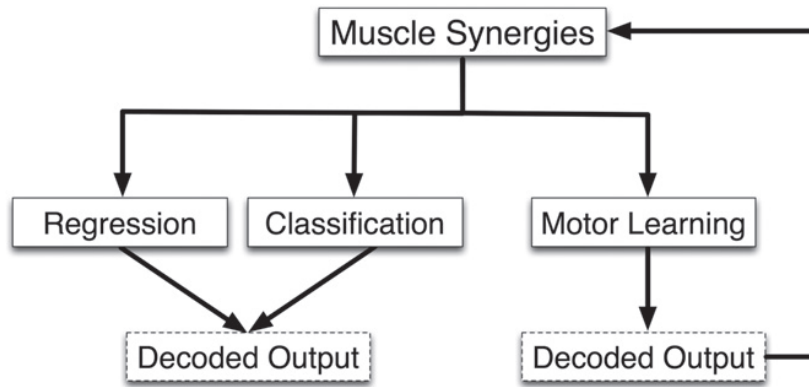 Muscle Synergies
Regression
Classification
Motor Learning
Decoded Output
Decoded Output